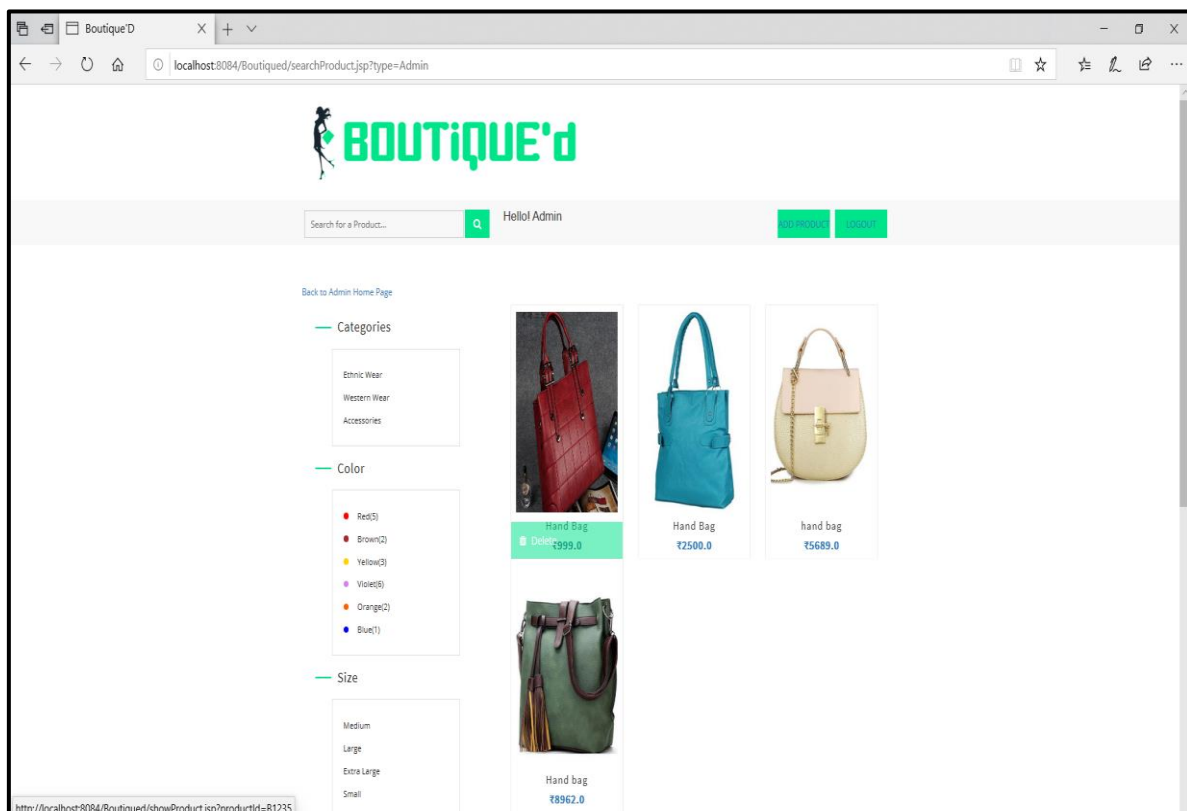 Boutique'D
localhost:8084/Boutiqued/searchProduct.jsp?type=Admin
BOUTiQUE'd
Search for a Product...
Hello! Admin
ADD PRODUCT
LOGOUT
Back to Admin Home Page
Categories
Ethnic Wear
Western Wear
Accessories
Color
Red(5)
Brown(2)
Yellow(3)
Violet(6)
Orange(2)
Blue(1)
Size
Medium
Large
Extra Large
Small
Hand Bag
Delete
₹999.0
Hand Bag
₹2500.0
hand bag
₹5689.0
Hand bag
₹8962.0
http://localhost:8084/Boutiqued/showProduct.jsp?productId=B1235